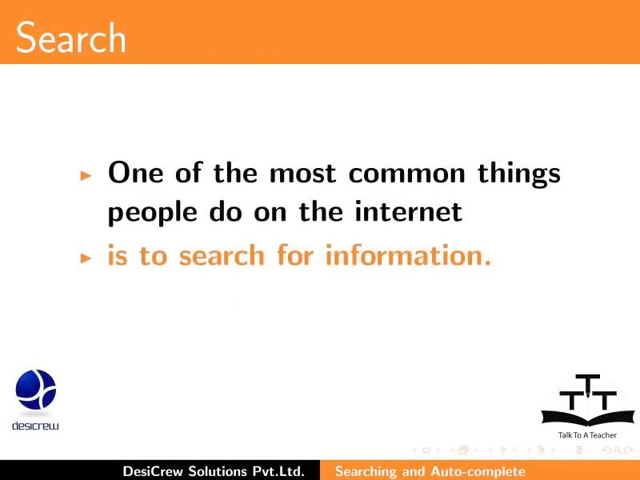 Search
One of the most common things
people do on the internet
is to search for information.
desicrew
TTT
Talk To A Teacher
DesiCrew Solutions Pvt.Ltd.
Searching and Auto-complete